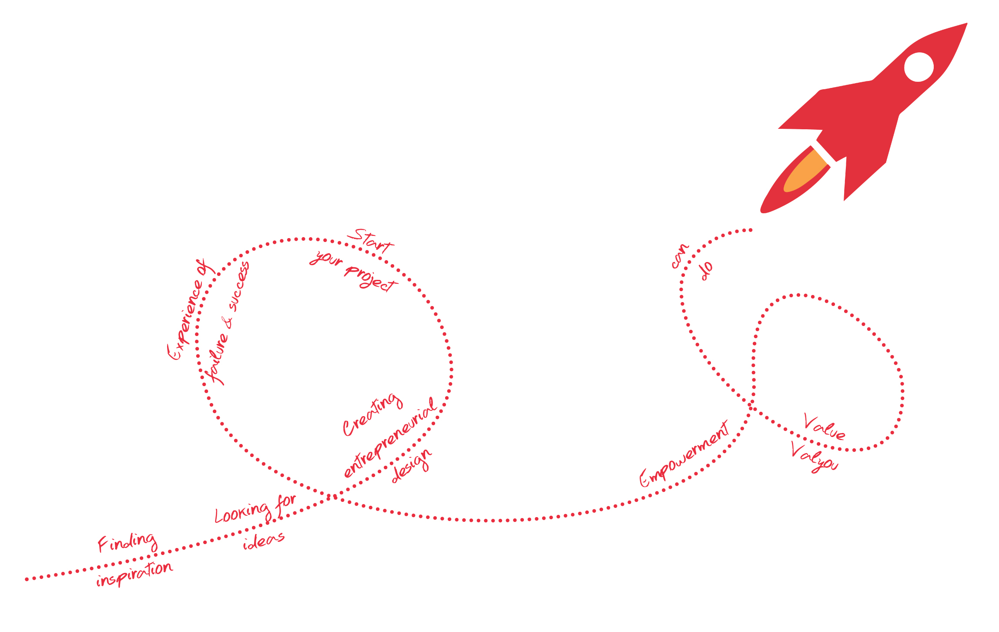 Finding
inspiration
Looking for
ideas
Creating
entrepreneurial
design
Start
your project
Experience of
failure & success
Empowerment
Value
Valyou
can
do